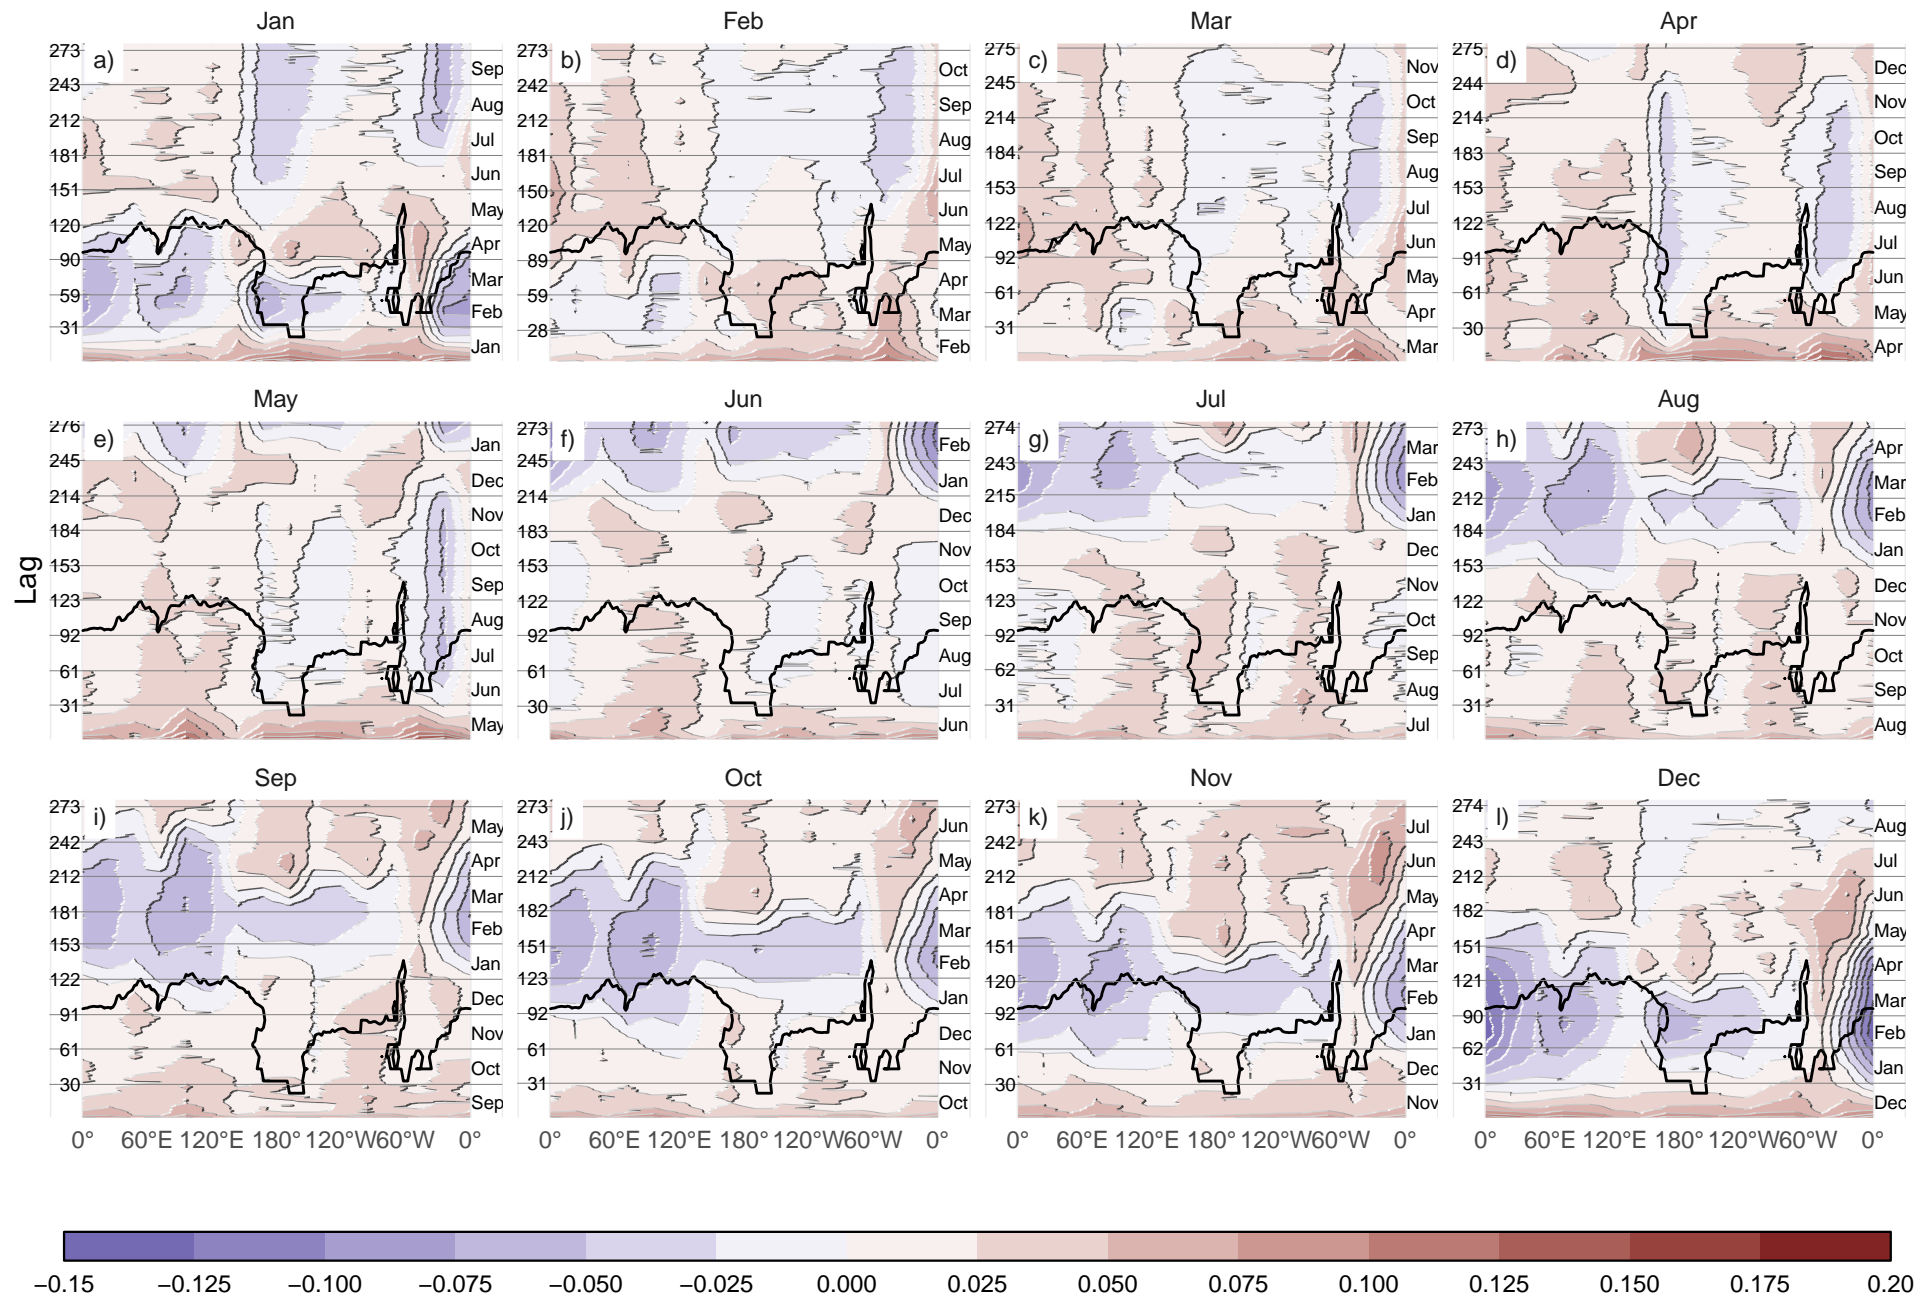 Jan Feb Mar Apr
a) b) c) d)
273 243 212 181 151 120 90 59 31
Sep Aug Jul Jun May Apr Mar Feb Jan
273 242 212 181 150 120 89 59 28
Oct Sep Aug Jul Jun May Apr Mar Feb
275 245 214 184 153 122 92 61 31
Nov Oct Sep Aug Jul Jun May Apr Mar
275 244 214 183 153 122 91 61 30
Dec Nov Oct Sep Aug Jul Jun May Apr
May Jun Jul Aug
e) f) g) h)
Lag
276 245 214 184 153 123 92 61 31
Jan Dec Nov Oct Sep Aug Jul Jun May
273 243 214 183 153 122 92 61 30
Feb Jan Dec Nov Oct Sep Aug Jul Jun
274 243 215 184 153 123 92 62 31
Mar Feb Jan Dec Nov Oct Sep Aug Jul
273 243 212 184 153 122 92 61 31
Apr Mar Feb Jan Dec Nov Oct Sep Aug
Sep Oct Nov Dec
i) j) k) l)
273 242 212 181 153 122 91 61 30
May Apr Mar Feb Jan Dec Nov Oct Sep
273 243 212 182 151 123 92 61 31
Jun May Apr Mar Feb Jan Dec Nov Oct
273 242 212 181 151 120 92 61 30
Jul Jun May Apr Mar Feb Jan Dec Nov
274 243 212 182 151 121 90 62 31
Aug Jul Jun May Apr Mar Feb Jan Dec
0° 60°E 120°E 180° 120°W 60°W 0° 0° 60°E 120°E 180° 120°W 60°W 0° 0° 60°E 120°E 180° 120°W 60°W 0° 0° 60°E 120°E 180° 120°W 60°W 0°
−0.15 −0.125 −0.100 −0.075 −0.050 −0.025 0.000 0.025 0.050 0.075 0.100 0.125 0.150 0.175 0.20